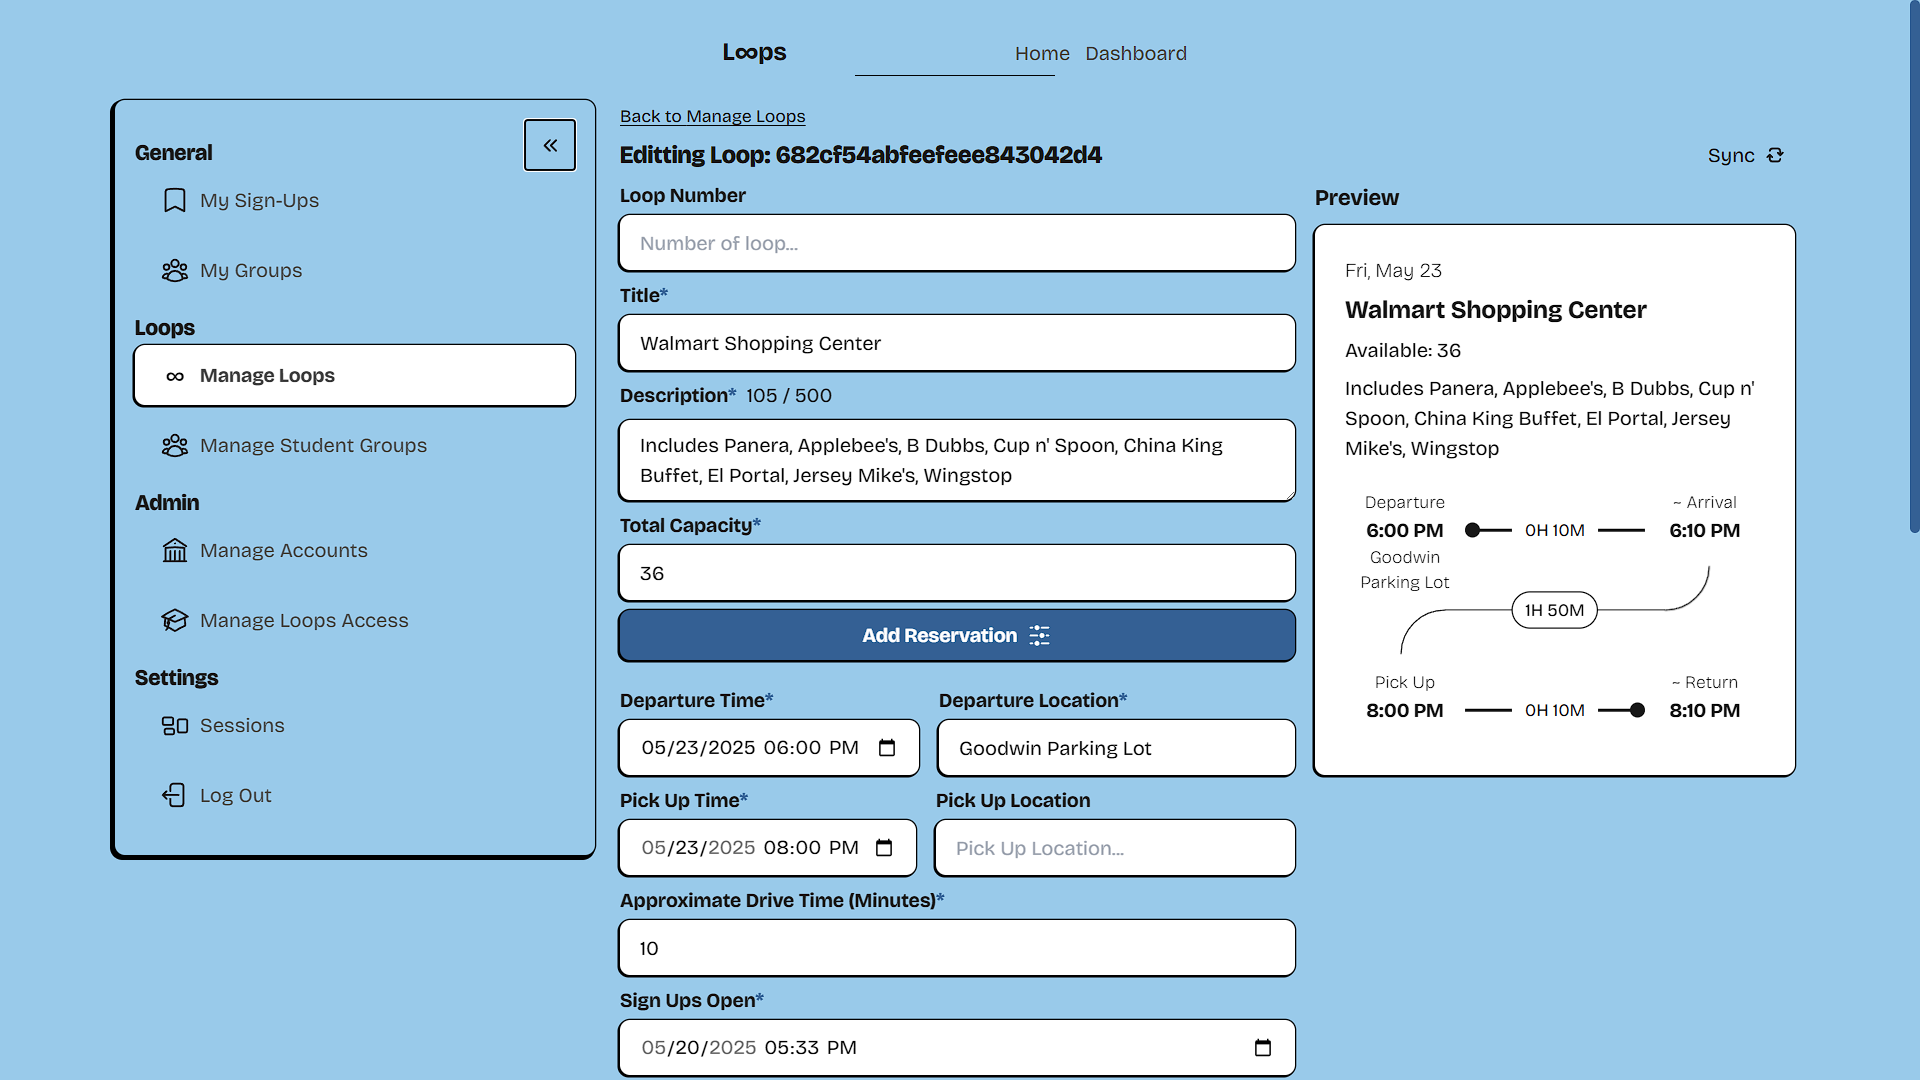 Loops
Home Dashboard
General
My Sign-Ups
My Groups
Loops
Manage Loops
Manage Student Groups
Admin
Manage Accounts
Manage Loops Access
Settings
Sessions
Log Out
Back to Manage Loops
Editting Loop: 682cf54abfeefeee843042d4
Sync
Loop Number
Number of loop...
Title*
Walmart Shopping Center
Description* 105 / 500
Includes Panera, Applebee's, B Dubbs, Cup n' Spoon, China King
Buffet, El Portal, Jersey Mike's, Wingstop
Total Capacity*
36
Add Reservation
Departure Time* Departure Location*
05/23/2025 06:00 PM Goodwin Parking Lot
Pick Up Time* Pick Up Location
05/23/2025 08:00 PM Pick Up Location...
Approximate Drive Time (Minutes)*
10
Sign Ups Open*
05/20/2025 05:33 PM
Preview
Fri, May 23
Walmart Shopping Center
Available: 36
Includes Panera, Applebee's, B Dubbs, Cup n'
Spoon, China King Buffet, El Portal, Jersey
Mike's, Wingstop
Departure ~ Arrival
6:00 PM 0H 10M 6:10 PM
Goodwin
Parking Lot
1H 50M
Pick Up ~ Return
8:00 PM 0H 10M 8:10 PM